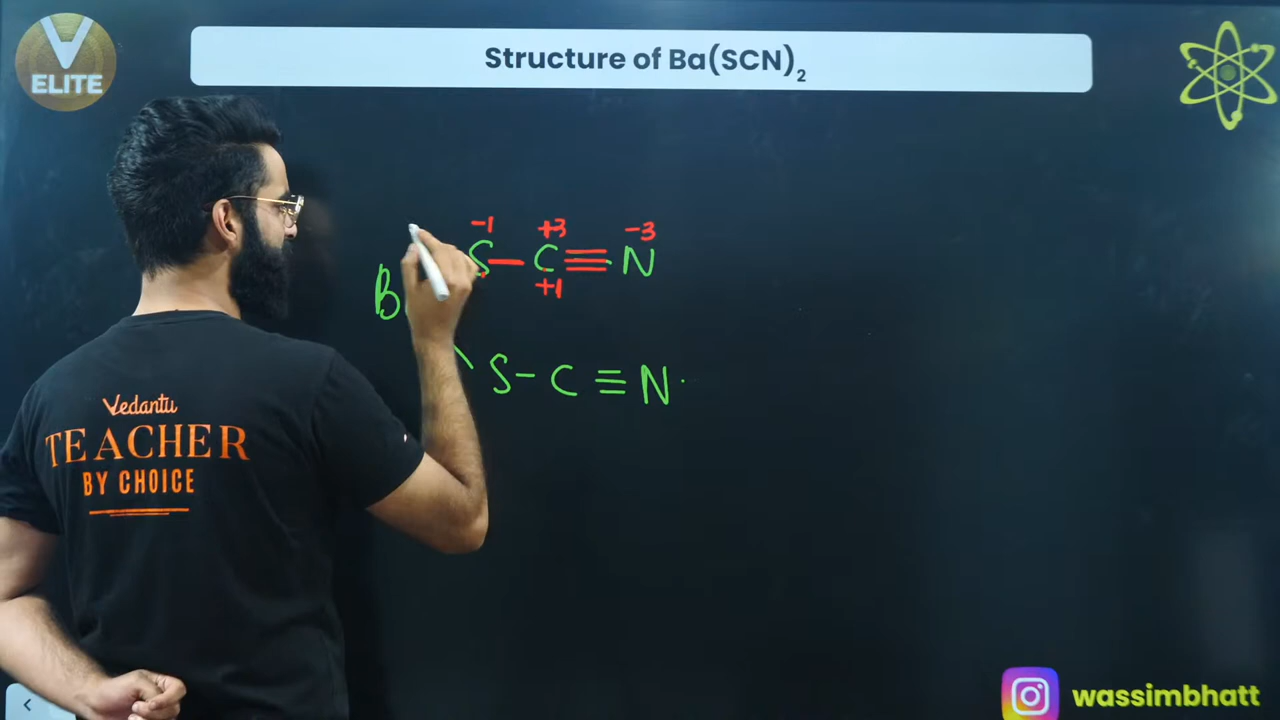 V
ELITE
Structure of Ba(SCN)₂
-1 +3 -3
S — C ≡ N
+1
B
S - C ≡ N
Vedantu
TEACHER
BY CHOICE
wassimbhatt